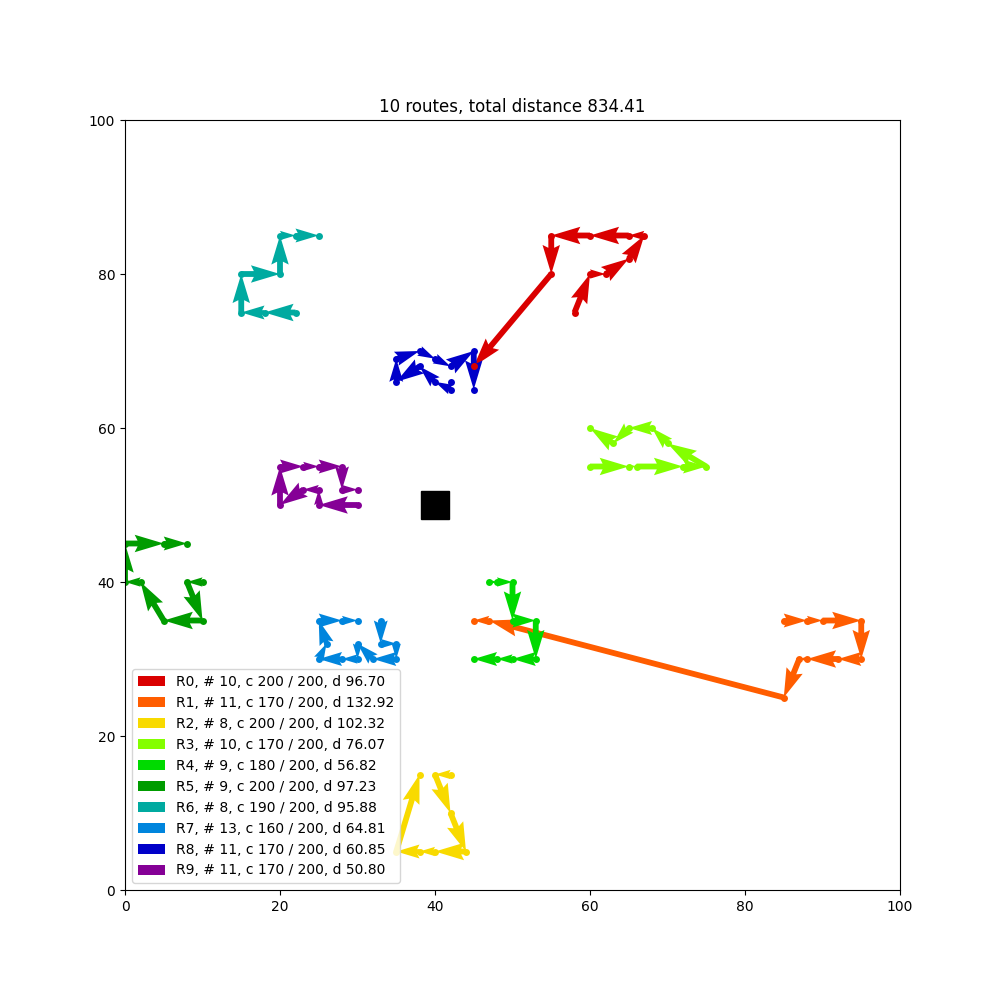 10 routes, total distance 834.41
100
80
60
40
20
0
R0, # 10, c 200 / 200, d 96.70
R1, # 11, c 170 / 200, d 132.92
R2, # 8, c 200 / 200, d 102.32
R3, # 10, c 170 / 200, d 76.07
R4, # 9, c 180 / 200, d 56.82
R5, # 9, c 200 / 200, d 97.23
R6, # 8, c 190 / 200, d 95.88
R7, # 13, c 160 / 200, d 64.81
R8, # 11, c 170 / 200, d 60.85
R9, # 11, c 170 / 200, d 50.80
0 20 40 60 80 100